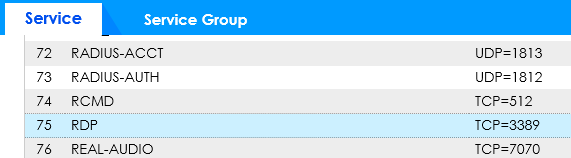 Service Service Group
72 RADIUS-ACCT UDP=1813
73 RADIUS-AUTH UDP=1812
74 RCMD TCP=512
75 RDP TCP=3389
76 REAL-AUDIO TCP=7070